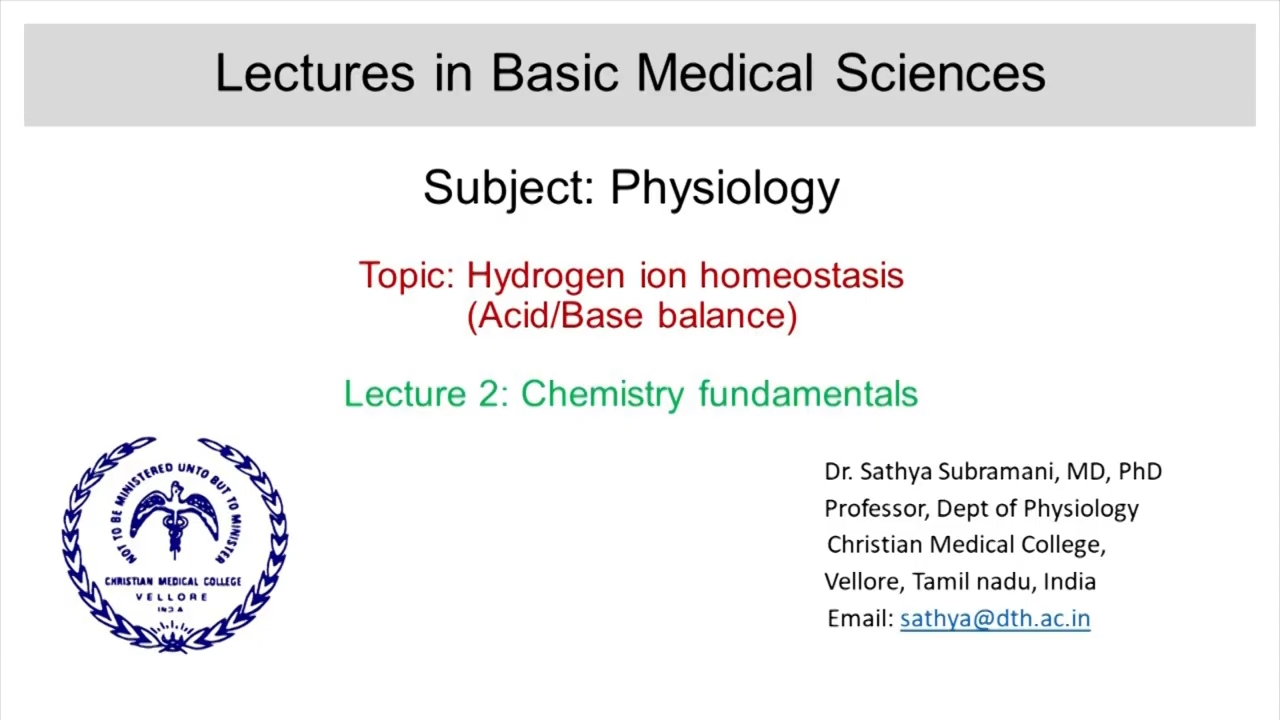 Lectures in Basic Medical Sciences
Subject: Physiology
Topic: Hydrogen ion homeostasis
(Acid/Base balance)
Lecture 2: Chemistry fundamentals
NOT TO BE MINISTERED UNTO BUT TO MINISTER
CHRISTIAN MEDICAL COLLEGE
VELLORE
INDIA
Dr. Sathya Subramani, MD, PhD
Professor, Dept of Physiology
Christian Medical College,
Vellore, Tamil nadu, India
Email: sathya@dth.ac.in